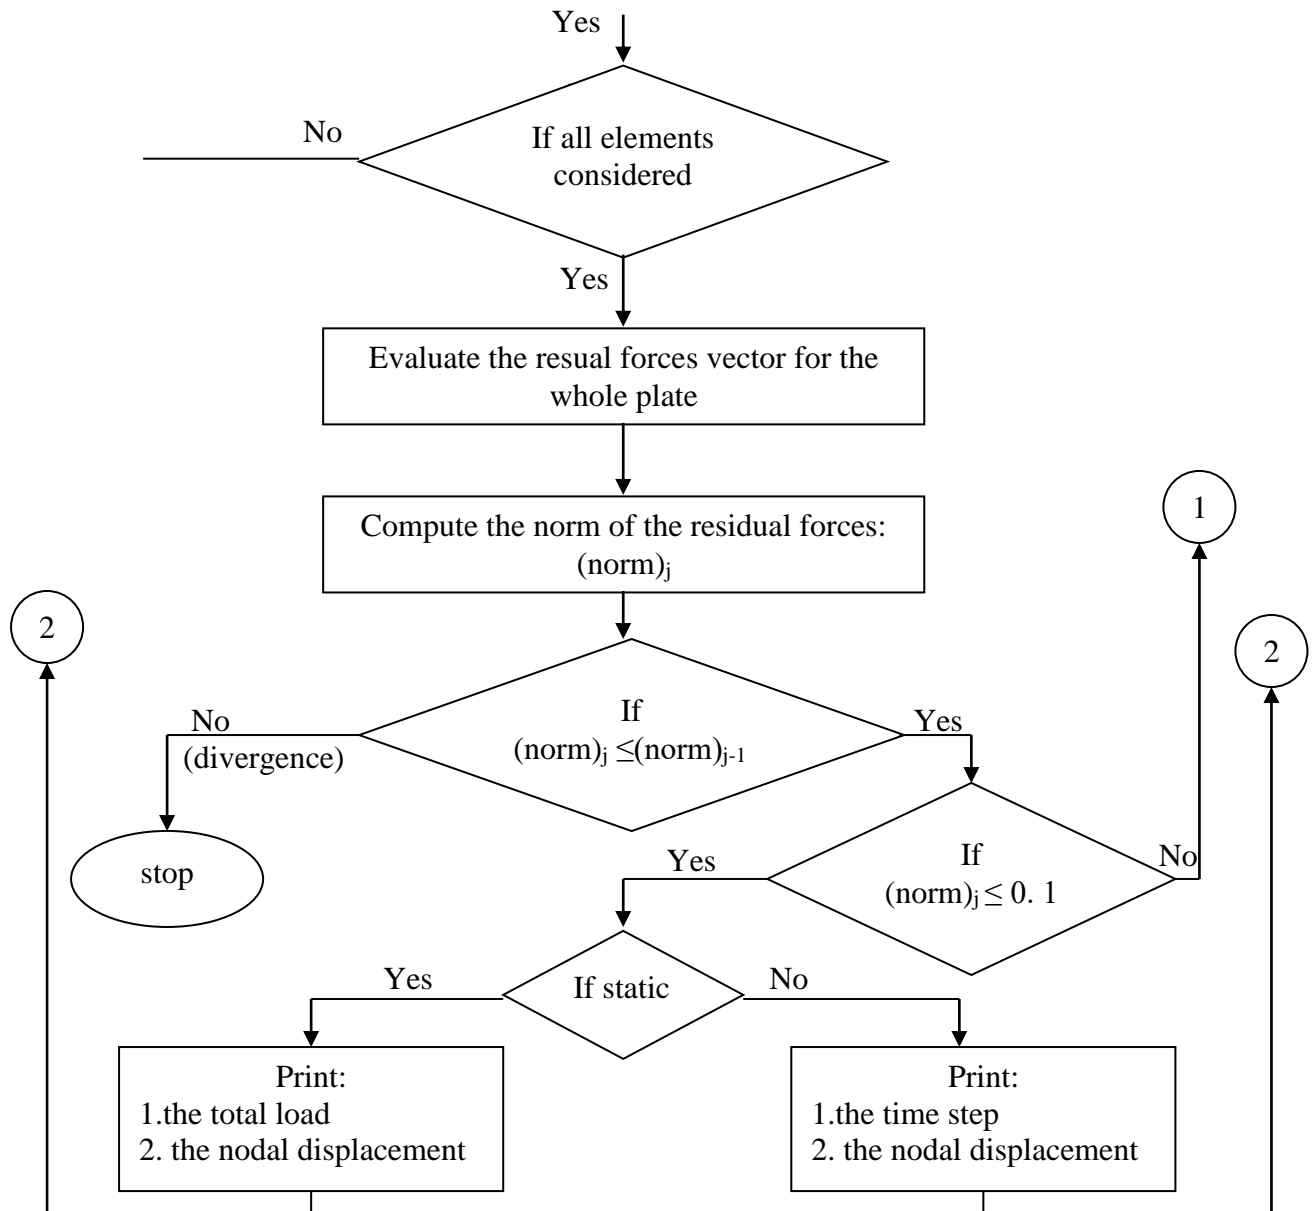 Yes
No
If all elements
considered
Yes
Evaluate the resual forces vector for the
whole plate
1
Compute the norm of the residual forces:
(norm)j
2
2
No
(divergence)
If
(norm)j ≤(norm)j-1
Yes
stop
Yes
If
(norm)j ≤ 0. 1
No
Yes
If static
No
Print:
1.the total load
2. the nodal displacement
Print:
1.the time step
2. the nodal displacement